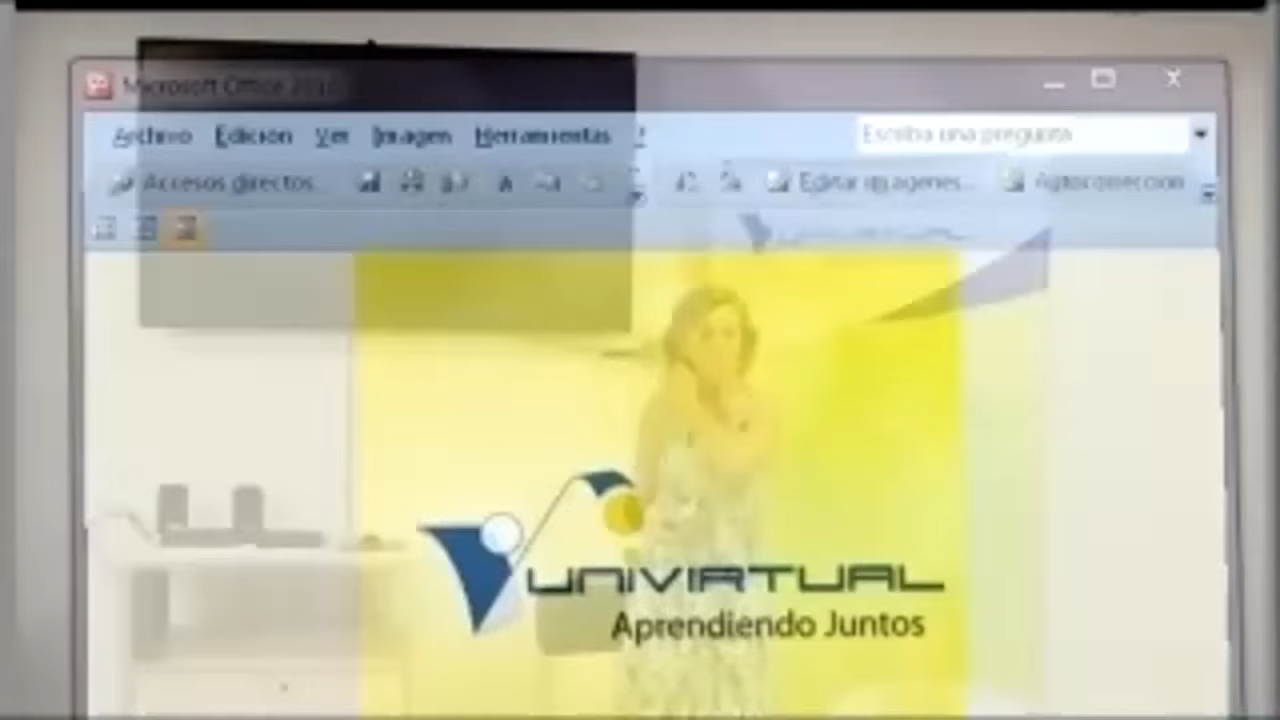 Microsoft Office 2010
Archivo Edición Ver Imagen Herramientas ?
Escriba una pregunta
Accesos directos... Editar imágenes... Autocorrección
UNIVIRTUAL
UNIVIRTUAL
Aprendiendo Juntos